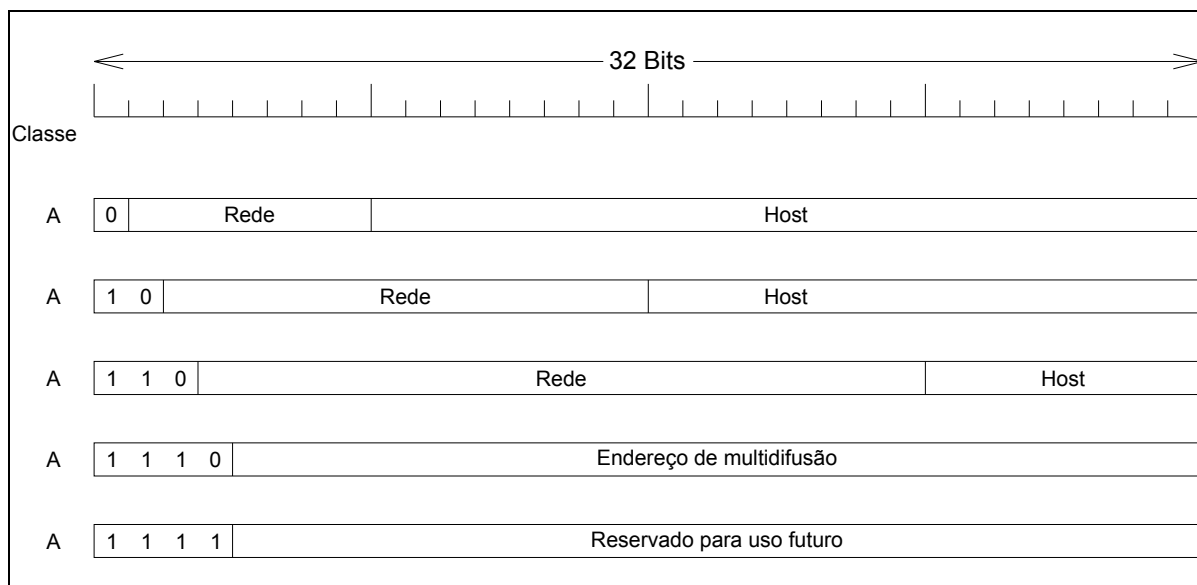 32 Bits
Classe
A 0 Rede Host
A 1 0 Rede Host
A 1 1 0 Rede Host
A 1 1 1 0 Endereço de multidifusão
A 1 1 1 1 Reservado para uso futuro